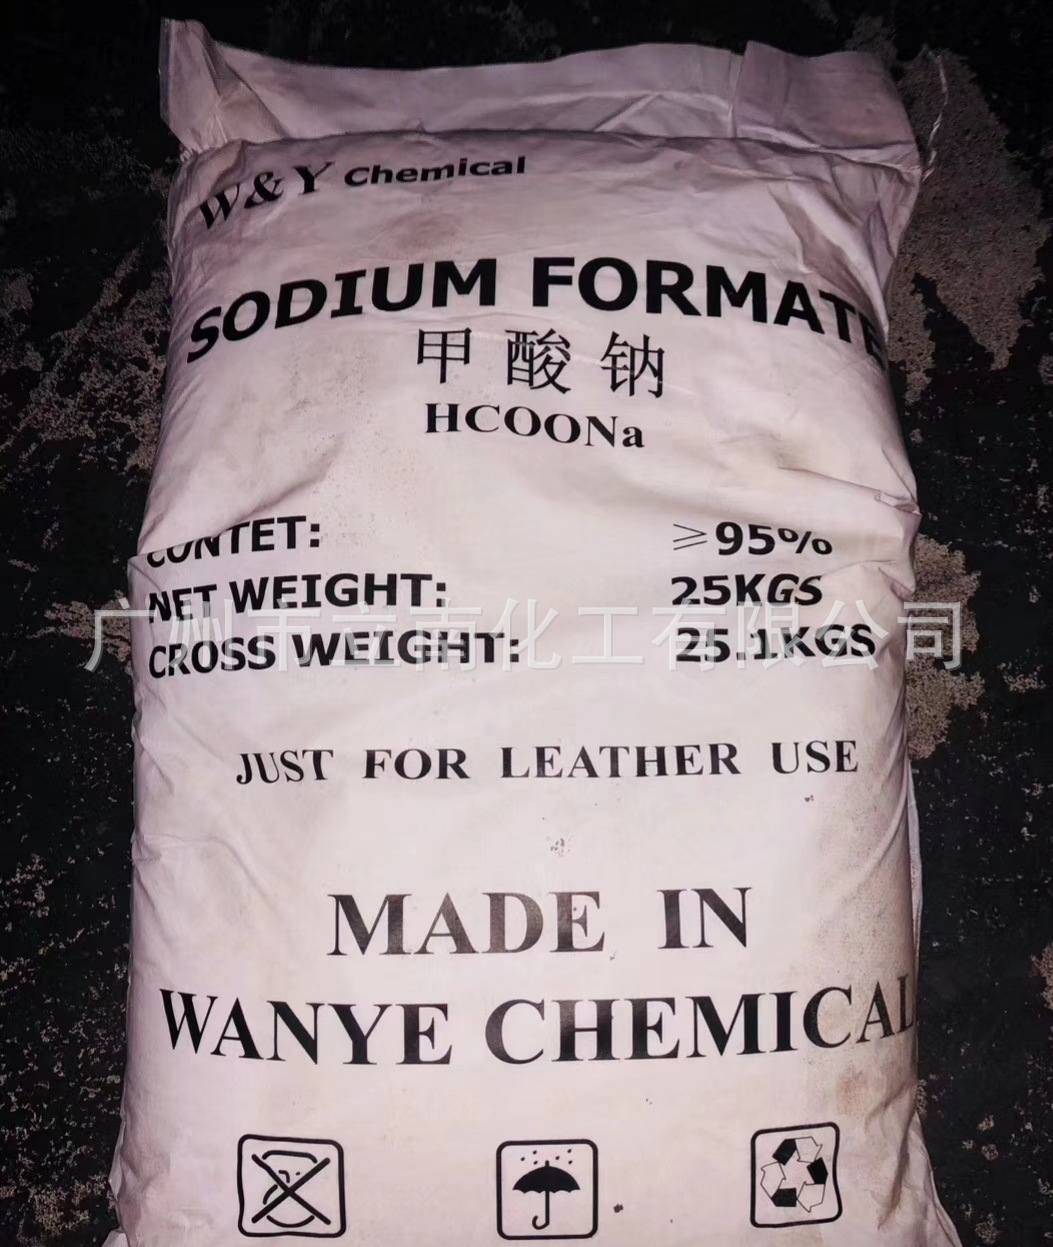 W&Y Chemical
SODIUM FORMATE
甲酸钠
HCOONa
CONTET: ≥95%
NET WEIGHT: 25KGS
广州市立南化工有限公司
CROSS WEIGHT: 25.1KGS
JUST FOR LEATHER USE
MADE IN
WANYE CHEMICAL